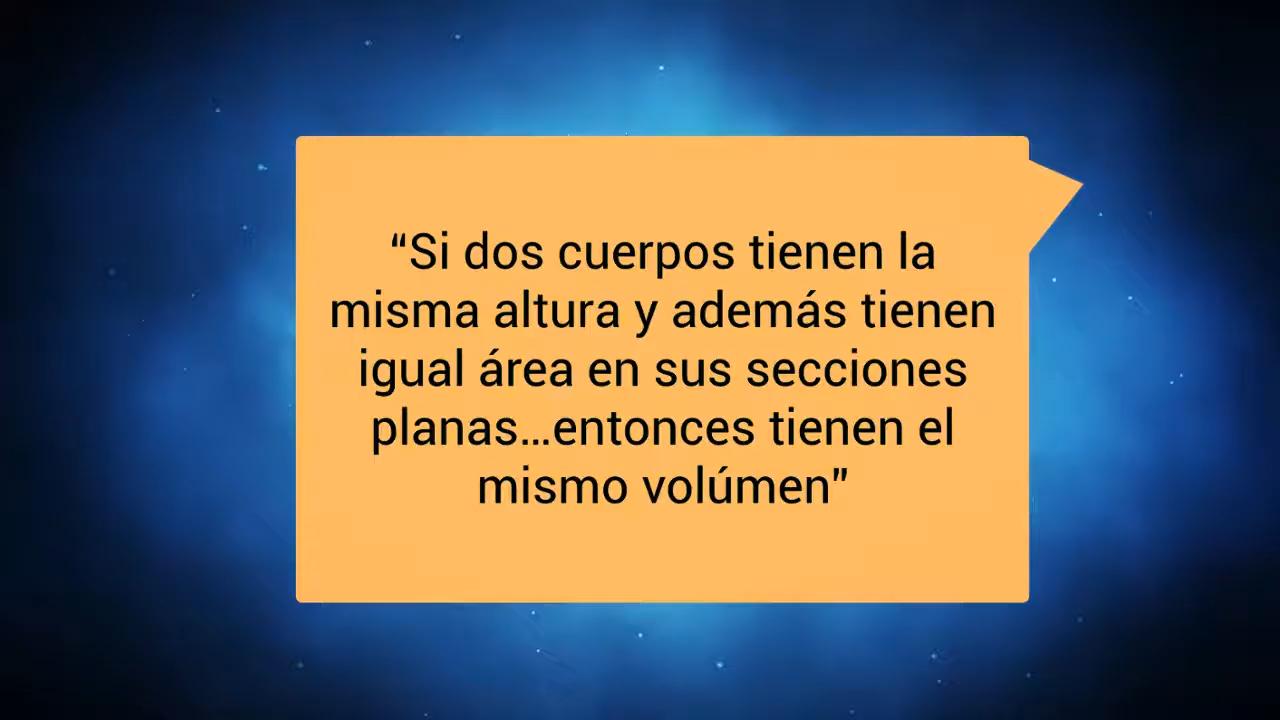 “Si dos cuerpos tienen la
misma altura y además tienen
igual área en sus secciones
planas...entonces tienen el
mismo volúmen"